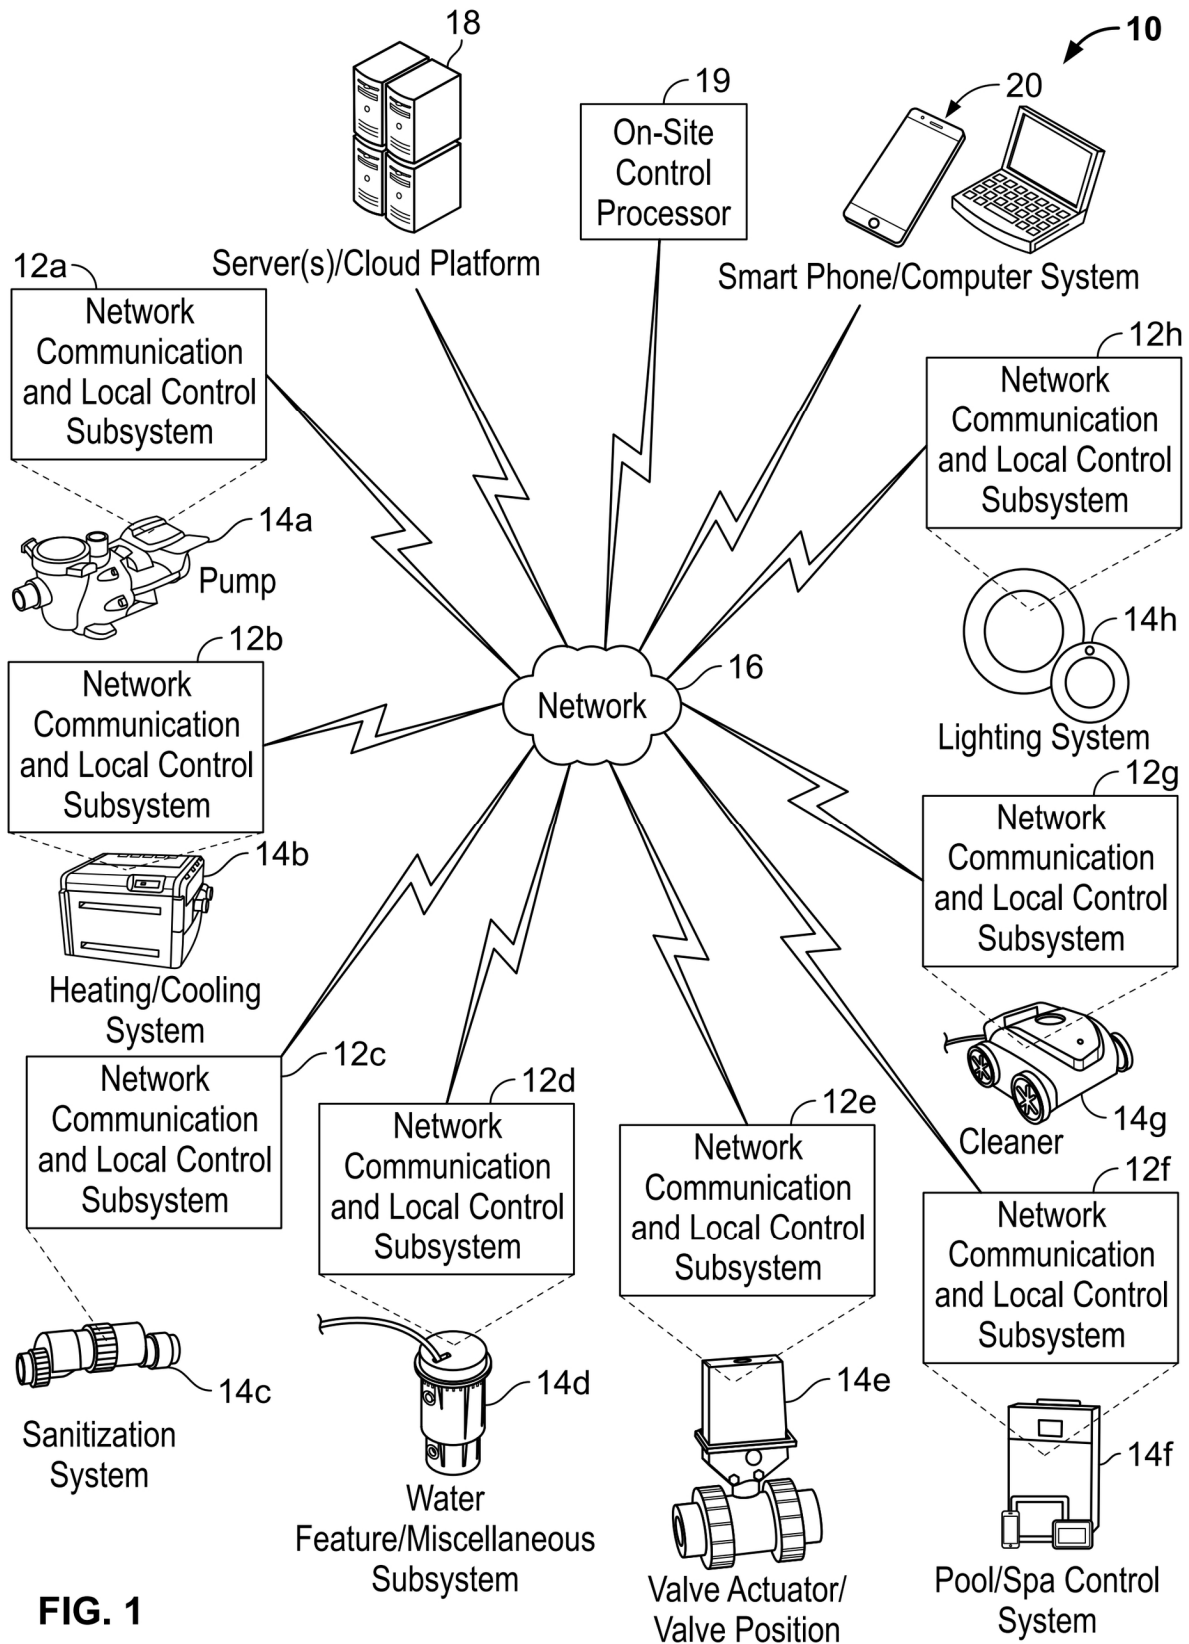 10
18
Server(s)/Cloud Platform
19
On-Site
Control
Processor
20
Smart Phone/Computer System
12a
Network
Communication
and Local Control
Subsystem
14a
Pump
12b
Network
Communication
and Local Control
Subsystem
14b
Heating/Cooling
System
12c
Network
Communication
and Local Control
Subsystem
14c
Sanitization
System
12d
Network
Communication
and Local Control
Subsystem
14d
Water
Feature/Miscellaneous
Subsystem
12e
Network
Communication
and Local Control
Subsystem
14e
Valve Actuator/
Valve Position
12f
Network
Communication
and Local Control
Subsystem
14f
Pool/Spa Control
System
12g
Network
Communication
and Local Control
Subsystem
14g
Cleaner
12h
Network
Communication
and Local Control
Subsystem
14h
Lighting System
16
Network
FIG. 1